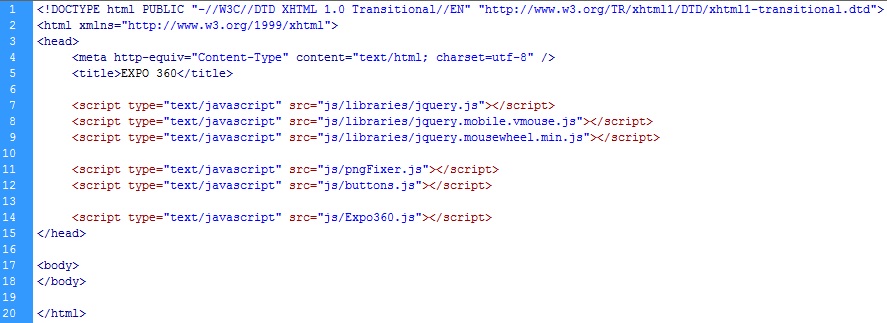 1 <!DOCTYPE html PUBLIC "-//W3C//DTD XHTML 1.0 Transitional//EN" "http://www.w3.org/TR/xhtml1/DTD/xhtml1-transitional.dtd">
2 <html xmlns="http://www.w3.org/1999/xhtml">
3 <head>
4 <meta http-equiv="Content-Type" content="text/html; charset=utf-8" />
5 <title>EXPO 360</title>
6
7 <script type="text/javascript" src="js/libraries/jquery.js"></script>
8 <script type="text/javascript" src="js/libraries/jquery.mobile.vmouse.js"></script>
9 <script type="text/javascript" src="js/libraries/jquery.mousewheel.min.js"></script>
10
11 <script type="text/javascript" src="js/pngFixer.js"></script>
12 <script type="text/javascript" src="js/buttons.js"></script>
13
14 <script type="text/javascript" src="js/Expo360.js"></script>
15 </head>
16
17 <body>
18 </body>
19
20 </html>